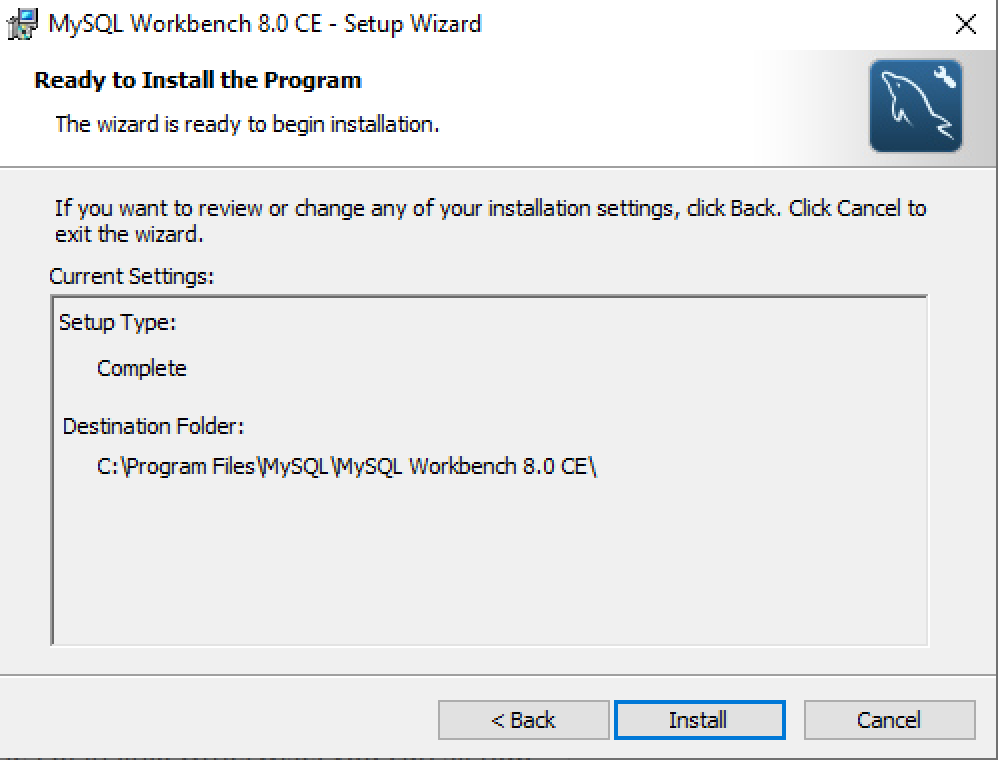 MySQL Workbench 8.0 CE - Setup Wizard
Ready to Install the Program
The wizard is ready to begin installation.
If you want to review or change any of your installation settings, click Back. Click Cancel to
exit the wizard.
Current Settings:
Setup Type:
Complete
Destination Folder:
C:\Program Files\MySQL\MySQL Workbench 8.0 CE\
< Back
Install
Cancel